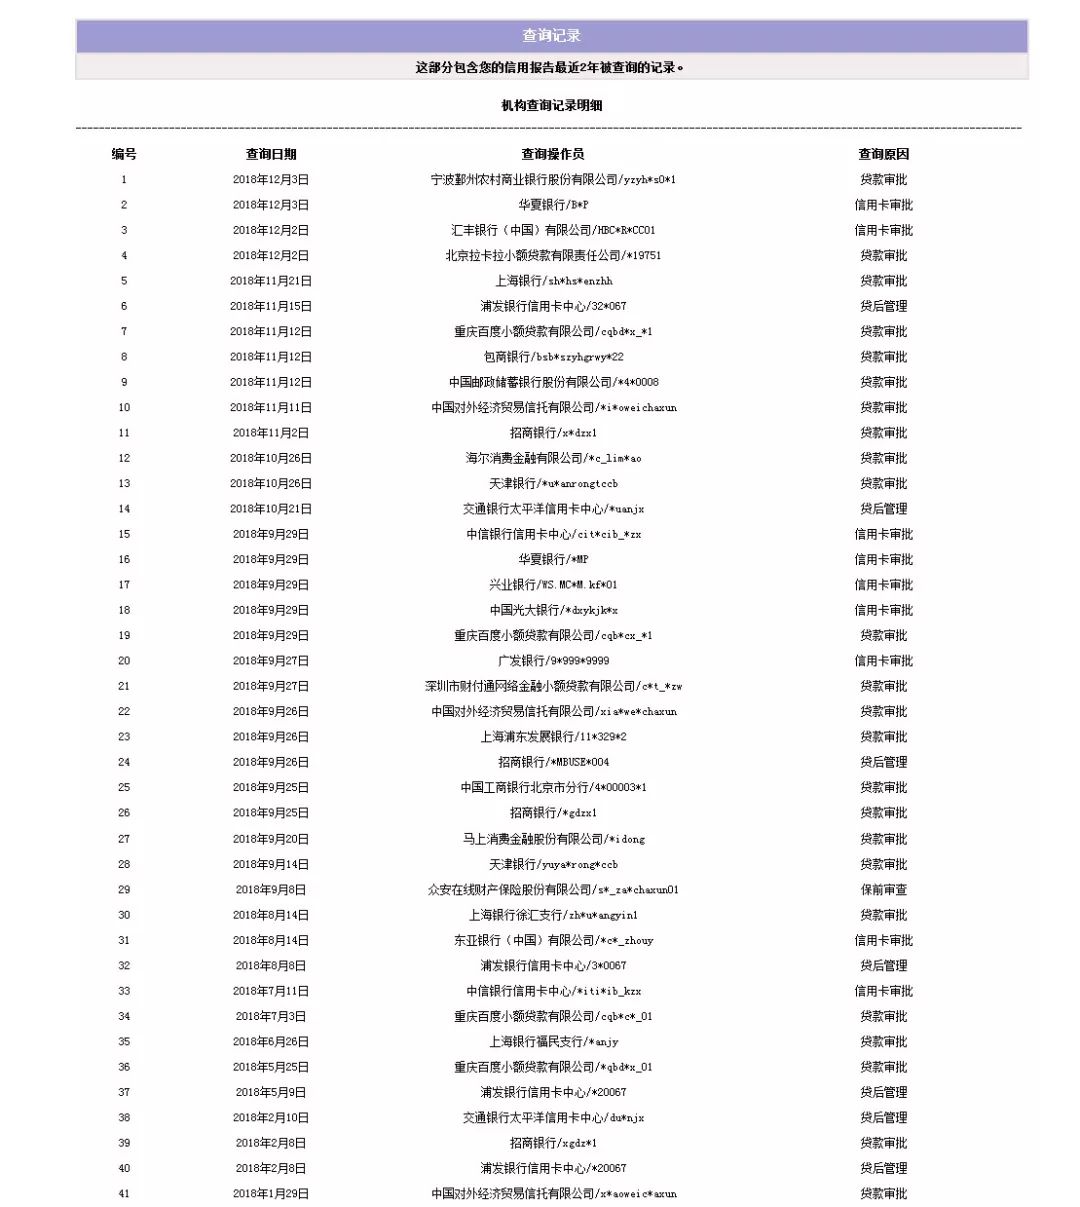 查询记录
这部分包含您的信用报告最近2年被查询的记录。
机构查询记录明细
编号 查询日期 查询操作员 查询原因
1 2018年12月3日 宁波鄞州农村商业银行股份有限公司/yzyh*s0*1 贷款审批
2 2018年12月3日 华夏银行/B*P 信用卡审批
3 2018年12月2日 汇丰银行（中国）有限公司/HBC*R*CC01 信用卡审批
4 2018年12月2日 北京拉卡拉小额贷款有限责任公司/*19751 贷款审批
5 2018年11月21日 上海银行/sh*hs*enzhh 贷款审批
6 2018年11月15日 浦发银行信用卡中心/32*067 贷后管理
7 2018年11月12日 重庆百度小额贷款有限公司/cqbd*x_*1 贷款审批
8 2018年11月12日 包商银行/bsb*szyhgrwy*22 贷款审批
9 2018年11月12日 中国邮政储蓄银行股份有限公司/*4*0008 贷款审批
10 2018年11月11日 中国对外经济贸易信托有限公司/*i*oweichaxun 贷款审批
11 2018年11月2日 招商银行/x*dzx1 贷款审批
12 2018年10月26日 海尔消费金融有限公司/*c_lim*ao 贷款审批
13 2018年10月26日 天津银行/*u*anrongtccb 贷款审批
14 2018年10月21日 交通银行太平洋信用卡中心/*uanjx 贷后管理
15 2018年9月29日 中信银行信用卡中心/cit*cib_*zx 信用卡审批
16 2018年9月29日 华夏银行/*MP 信用卡审批
17 2018年9月29日 兴业银行/WS.MC*M.kf*01 信用卡审批
18 2018年9月29日 中国光大银行/*dxykjk*x 信用卡审批
19 2018年9月29日 重庆百度小额贷款有限公司/cqb*cx_*1 贷款审批
20 2018年9月27日 广发银行/9*999*9999 信用卡审批
21 2018年9月27日 深圳市财付通网络金融小额贷款有限公司/c*t_*zw 贷款审批
22 2018年9月26日 中国对外经济贸易信托有限公司/xia*we*chaxun 贷款审批
23 2018年9月26日 上海浦东发展银行/11*329*2 贷款审批
24 2018年9月26日 招商银行/*MBUSE*004 贷后管理
25 2018年9月25日 中国工商银行北京市分行/4*00003*1 贷款审批
26 2018年9月25日 招商银行/*gdzx1 贷款审批
27 2018年9月20日 马上消费金融股份有限公司/*idong 贷款审批
28 2018年9月14日 天津银行/yuya*rong*ccb 贷款审批
29 2018年9月8日 众安在线财产保险股份有限公司/s*_za*chaxun01 保前审查
30 2018年8月14日 上海银行徐汇支行/zh*u*angyin1 贷款审批
31 2018年8月14日 东亚银行（中国）有限公司/*c*_zhouy 信用卡审批
32 2018年8月8日 浦发银行信用卡中心/3*0067 贷后管理
33 2018年7月11日 中信银行信用卡中心/*iti*ib_kzx 信用卡审批
34 2018年7月3日 重庆百度小额贷款有限公司/cqb*c*_01 贷款审批
35 2018年6月26日 上海银行福民支行/*anjy 贷款审批
36 2018年5月25日 重庆百度小额贷款有限公司/*qbd*x_01 贷款审批
37 2018年5月9日 浦发银行信用卡中心/*20067 贷后管理
38 2018年2月10日 交通银行太平洋信用卡中心/du*njx 贷后管理
39 2018年2月8日 招商银行/xgdz*1 贷款审批
40 2018年2月8日 浦发银行信用卡中心/*20067 贷后管理
41 2018年1月29日 中国对外经济贸易信托有限公司/x*aoweic*axun 贷款审批